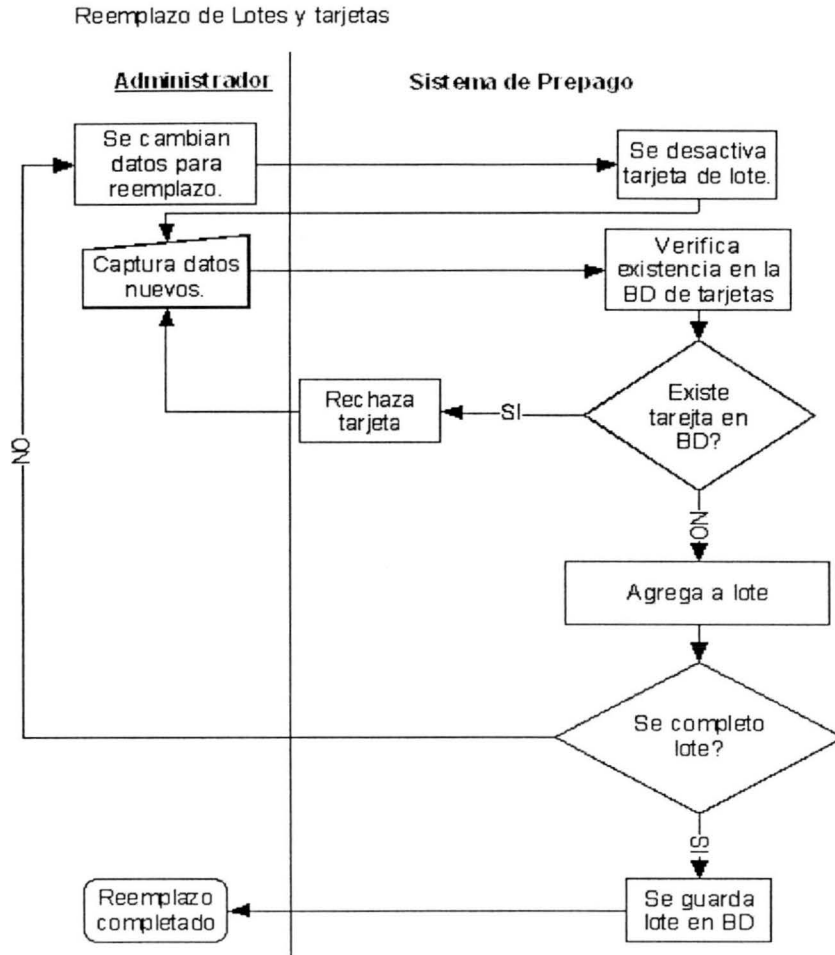 Reemplazo de Lotes y tarjetas
Administrador
Sistema de Prepago
Se cambian
datos para
reemplazo.
Se desactiva
tarjeta de lote.
Captura datos
nuevos.
Verifica
existencia en la
BD de tarjetas
Rechaza
tarjeta
SI
Existe
tarejta en
BD?
NO
NO
Agrega a lote
Se completo
lote?
SI
Reemplazo
completado
Se guarda
lote en BD